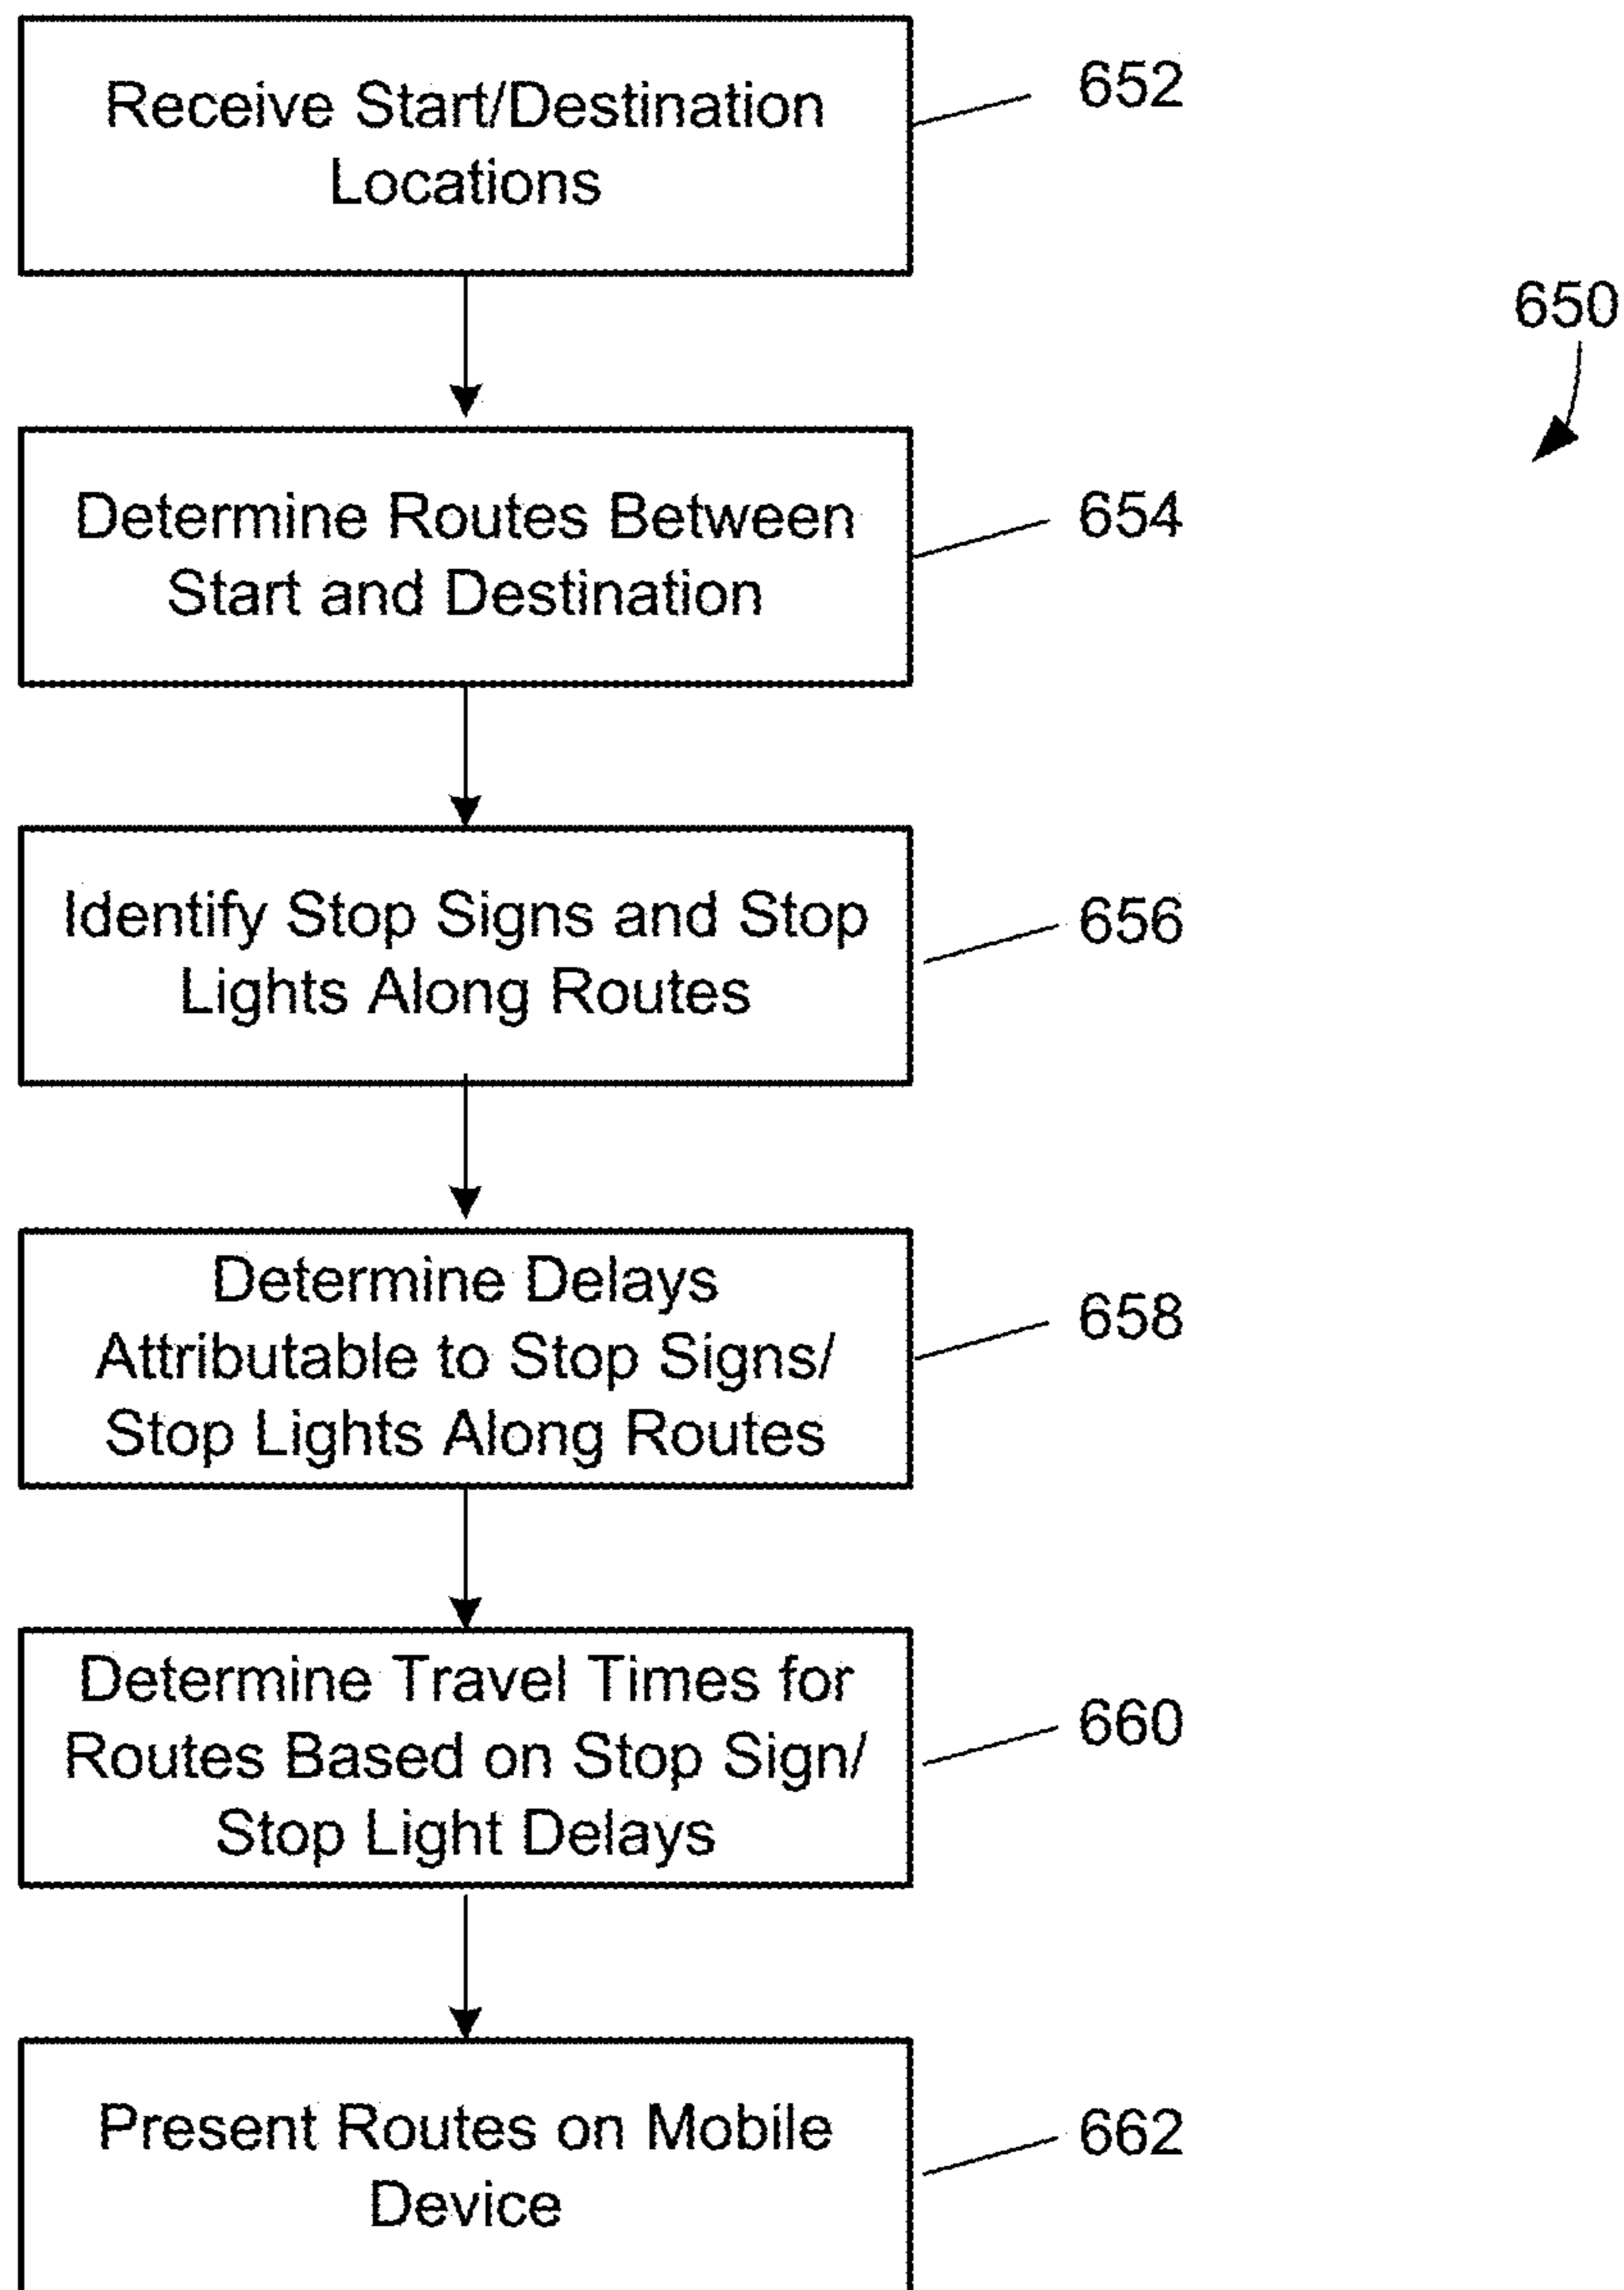 Receive Start/Destination
Locations
652
650
Determine Routes Between
Start and Destination
654
Identify Stop Signs and Stop
Lights Along Routes
656
Determine Delays
Attributable to Stop Signs/
Stop Lights Along Routes
658
Determine Travel Times for
Routes Based on Stop Sign/
Stop Light Delays
660
Present Routes on Mobile
Device
662